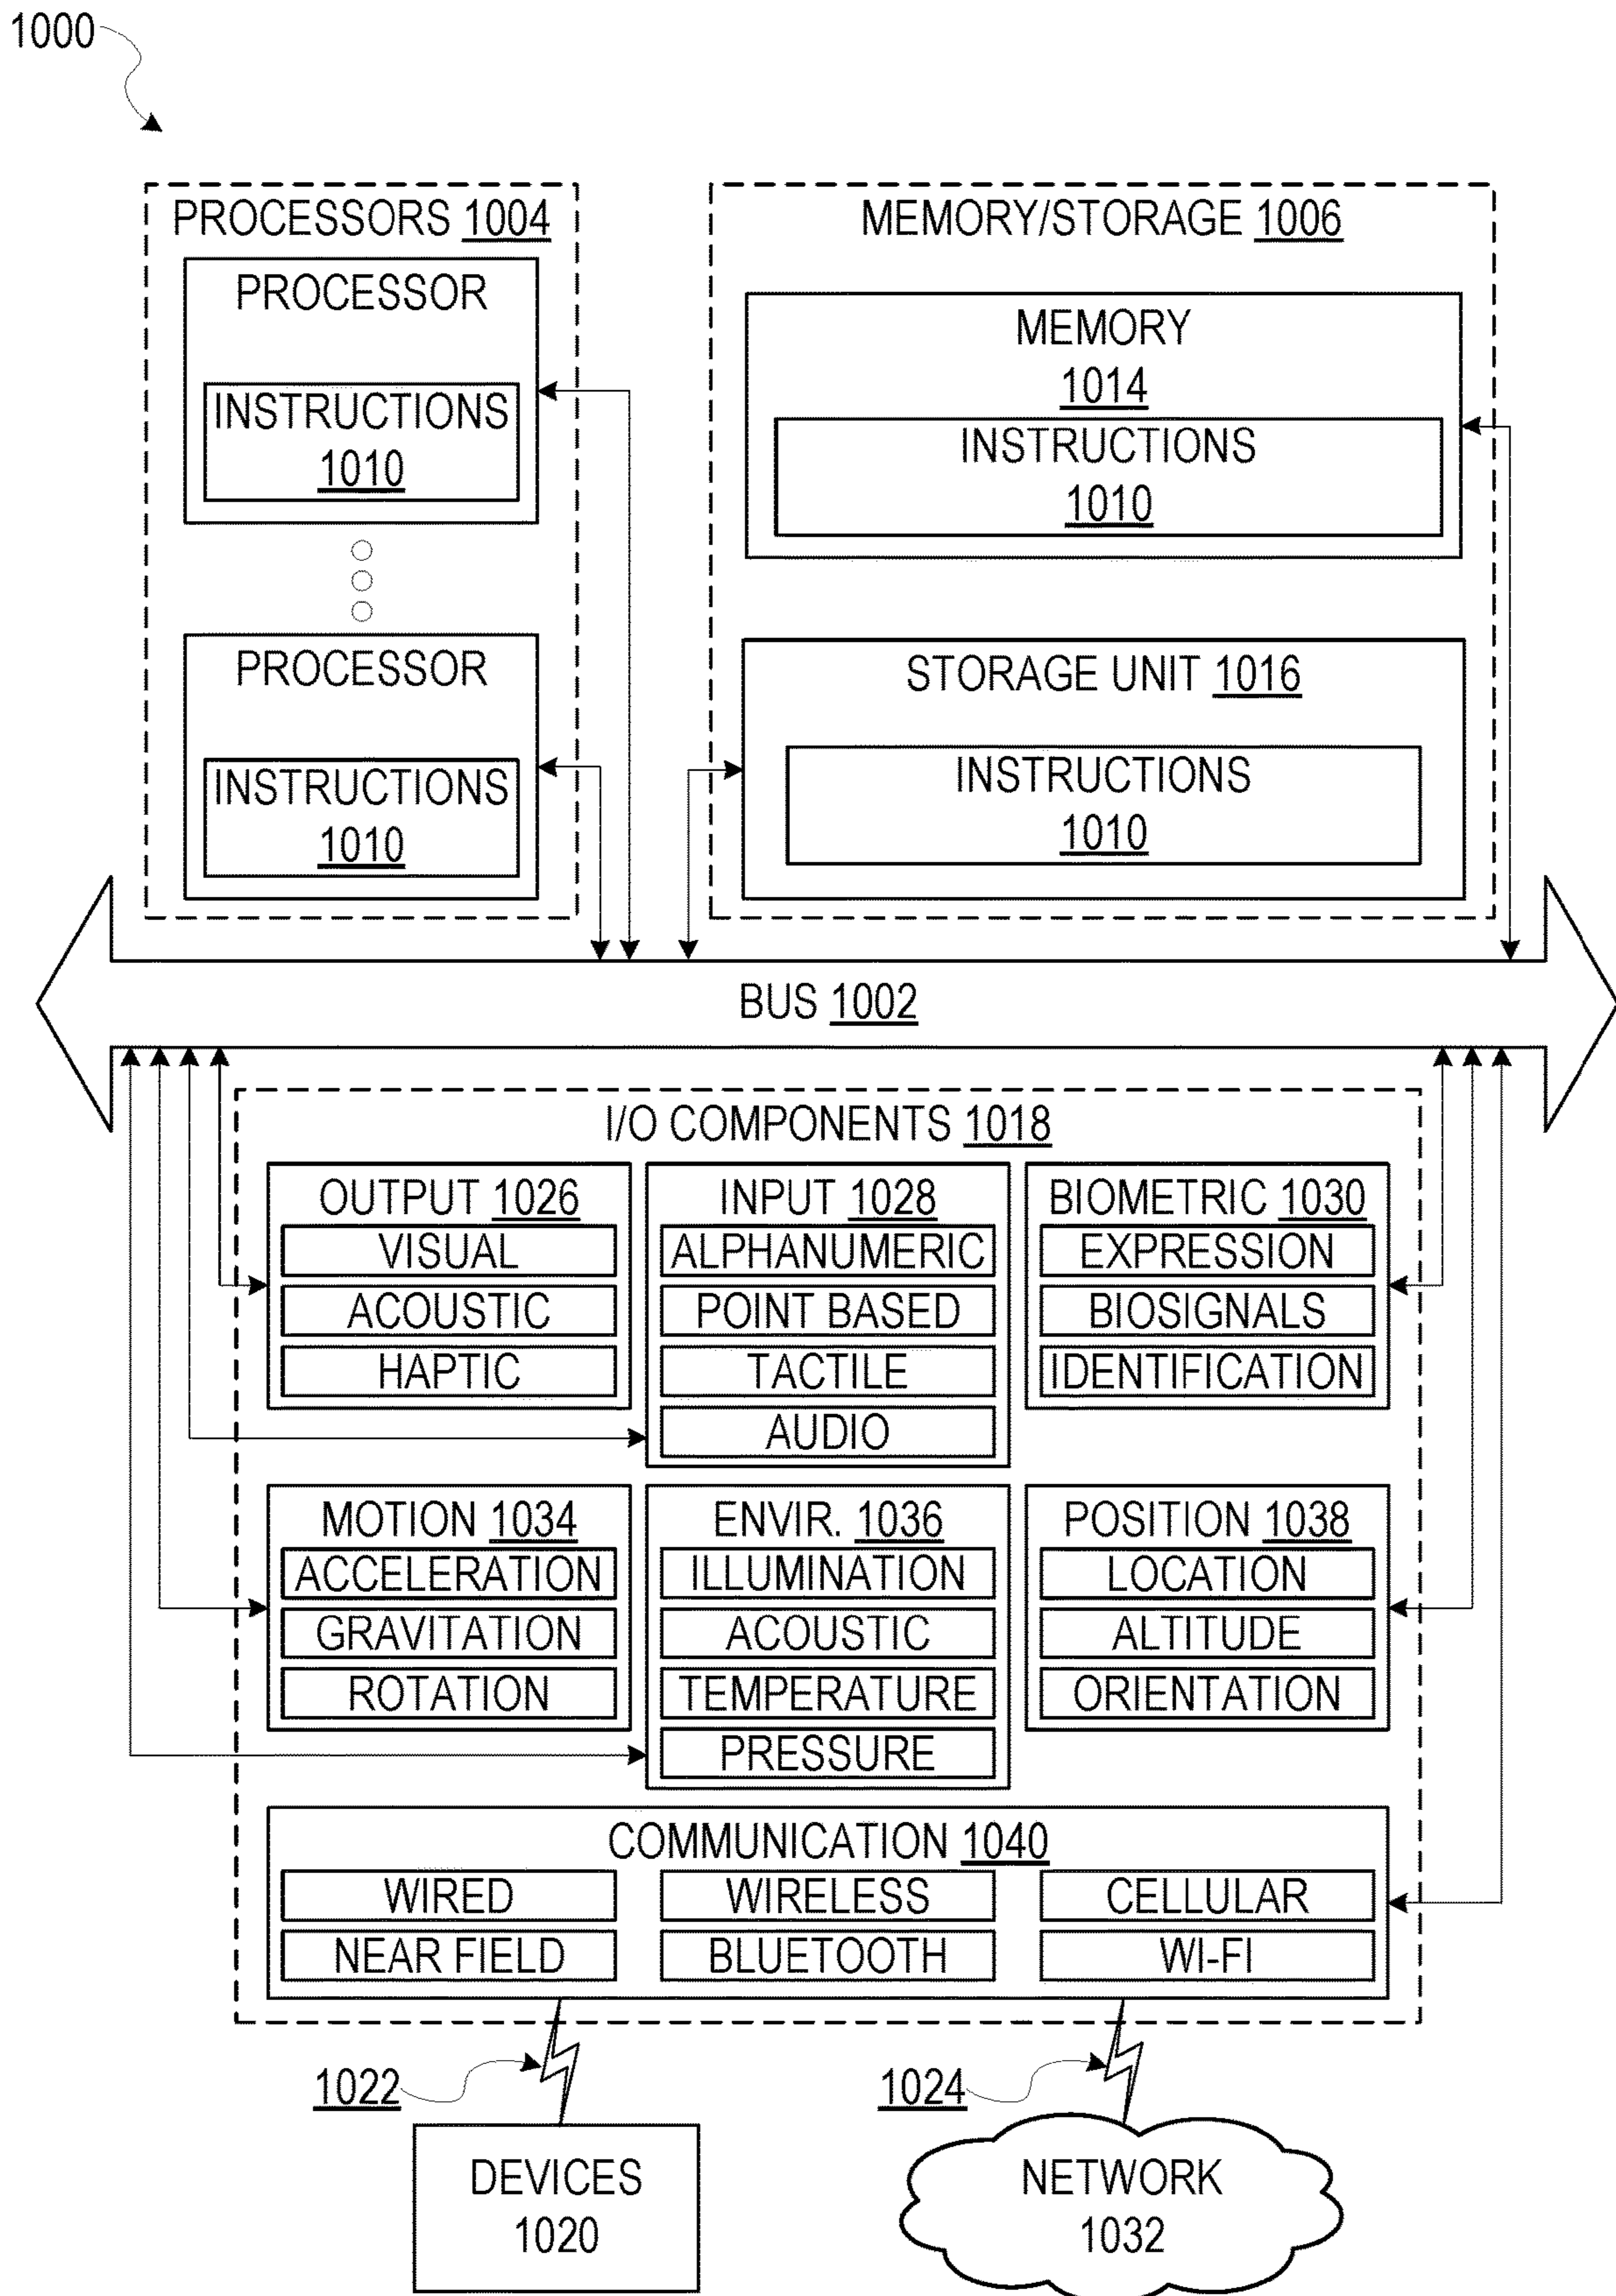 1000
PROCESSORS 1004
PROCESSOR
INSTRUCTIONS
1010
PROCESSOR
INSTRUCTIONS
1010
MEMORY/STORAGE 1006
MEMORY
1014
INSTRUCTIONS
1010
STORAGE UNIT 1016
INSTRUCTIONS
1010
BUS 1002
I/O COMPONENTS 1018
OUTPUT 1026
VISUAL
ACOUSTIC
HAPTIC
INPUT 1028
ALPHANUMERIC
POINT BASED
TACTILE
AUDIO
BIOMETRIC 1030
EXPRESSION
BIOSIGNALS
IDENTIFICATION
MOTION 1034
ACCELERATION
GRAVITATION
ROTATION
ENVIR. 1036
ILLUMINATION
ACOUSTIC
TEMPERATURE
PRESSURE
POSITION 1038
LOCATION
ALTITUDE
ORIENTATION
COMMUNICATION 1040
WIRED
WIRELESS
CELLULAR
NEAR FIELD
BLUETOOTH
WI-FI
1022
1024
DEVICES
1020
NETWORK
1032